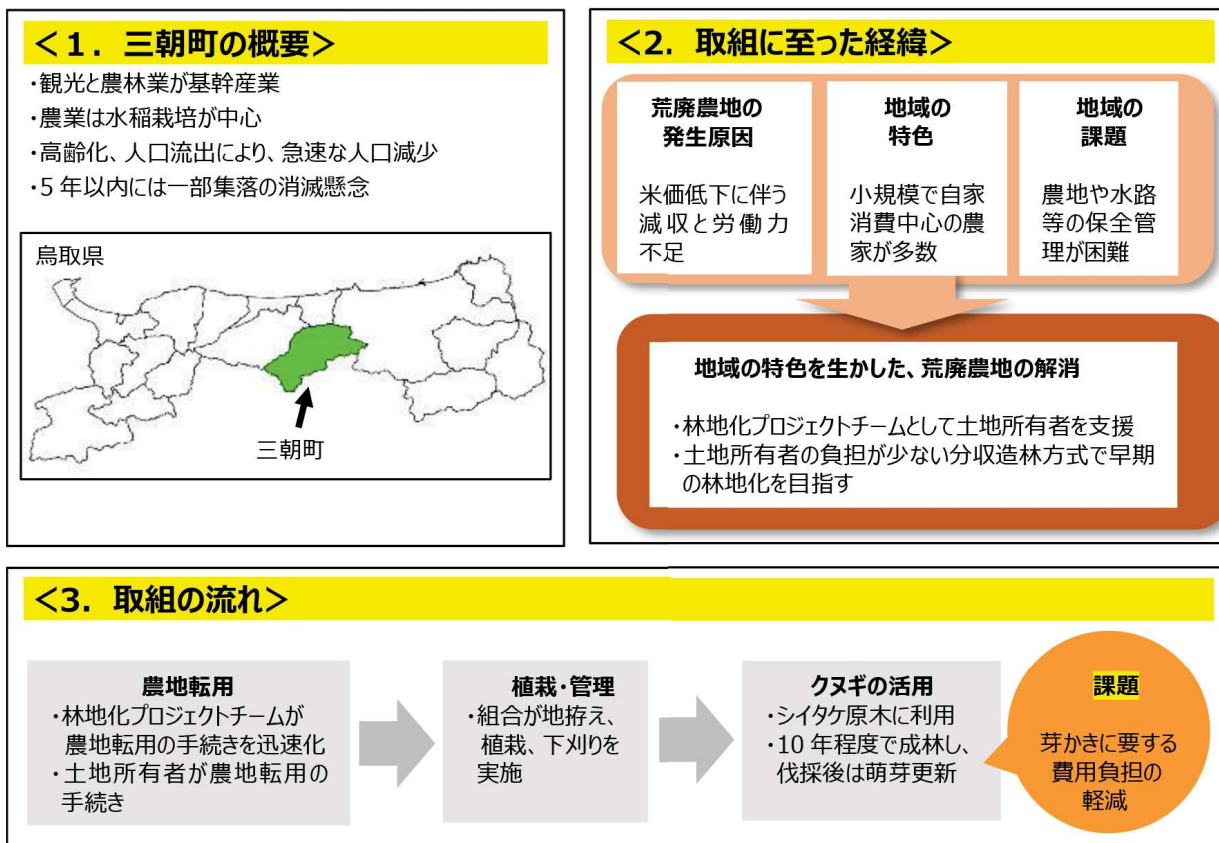 ＜１．三朝町の概要＞
・観光と農林業が基幹産業
・農業は水稲栽培が中心
・高齢化、人口流出により、急速な人口減少
・5 年以内には一部集落の消滅懸念
鳥取県
三朝町
＜2．取組に至った経緯＞
荒廃農地の
発生原因
米価低下に伴う
減収と労働力
不足
地域の
特色
小規模で自家
消費中心の農
家が多数
地域の
課題
農地や水路
等の保全管
理が困難
地域の特色を生かした、荒廃農地の解消
・林地化プロジェクトチームとして土地所有者を支援
・土地所有者の負担が少ない分収造林方式で早期
の林地化を目指す
＜3．取組の流れ＞
農地転用
・林地化プロジェクトチームが
農地転用の手続きを迅速化
・土地所有者が農地転用の
手続き
植栽・管理
・組合が地拵え、
植栽、下刈りを
実施
クヌギの活用
・シイタケ原木に利用
・10 年程度で成林し、
伐採後は萌芽更新
課題
芽かきに要する
費用負担の
軽減